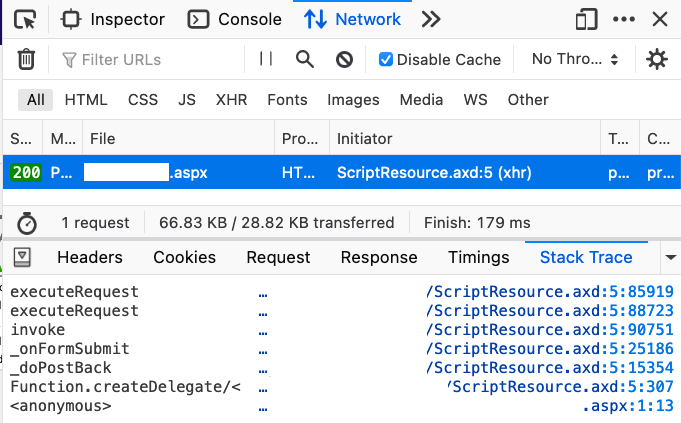 Inspector Console Network
Filter URLs Disable Cache No Thro...
All HTML CSS JS XHR Fonts Images Media WS Other
S... M... File Pro... Initiator T... C...
200 P... .aspx HT... ScriptResource.axd:5 (xhr) p... pr...
1 request 66.83 KB / 28.82 KB transferred Finish: 179 ms
Headers Cookies Request Response Timings Stack Trace
executeRequest ... /ScriptResource.axd:5:85919
executeRequest ... /ScriptResource.axd:5:88723
invoke ... /ScriptResource.axd:5:90751
_onFormSubmit ... /ScriptResource.axd:5:25186
_doPostBack ... /ScriptResource.axd:5:15354
Function.createDelegate/< ... /ScriptResource.axd:5:307
<anonymous> ... .aspx:1:13